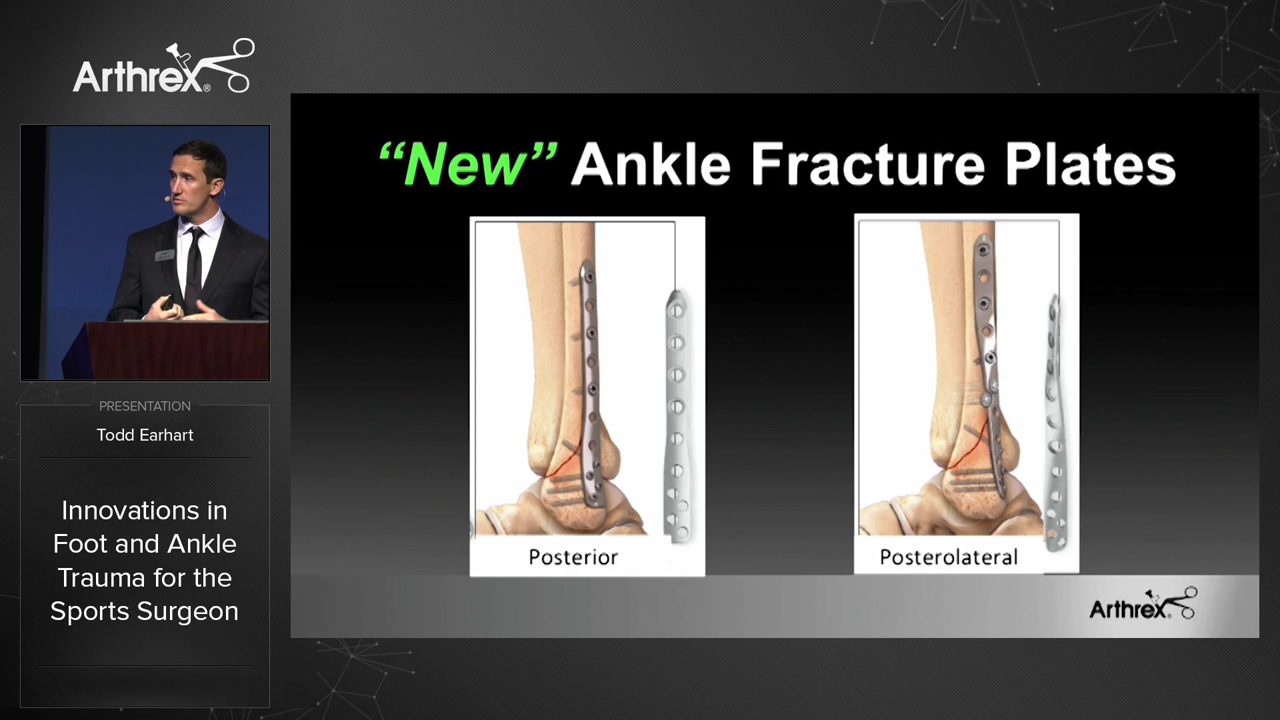 Arthrex®
PRESENTATION
Todd Earhart
Innovations in
Foot and Ankle
Trauma for the
Sports Surgeon
“New” Ankle Fracture Plates
Posterior
Posterolateral
Arthrex®